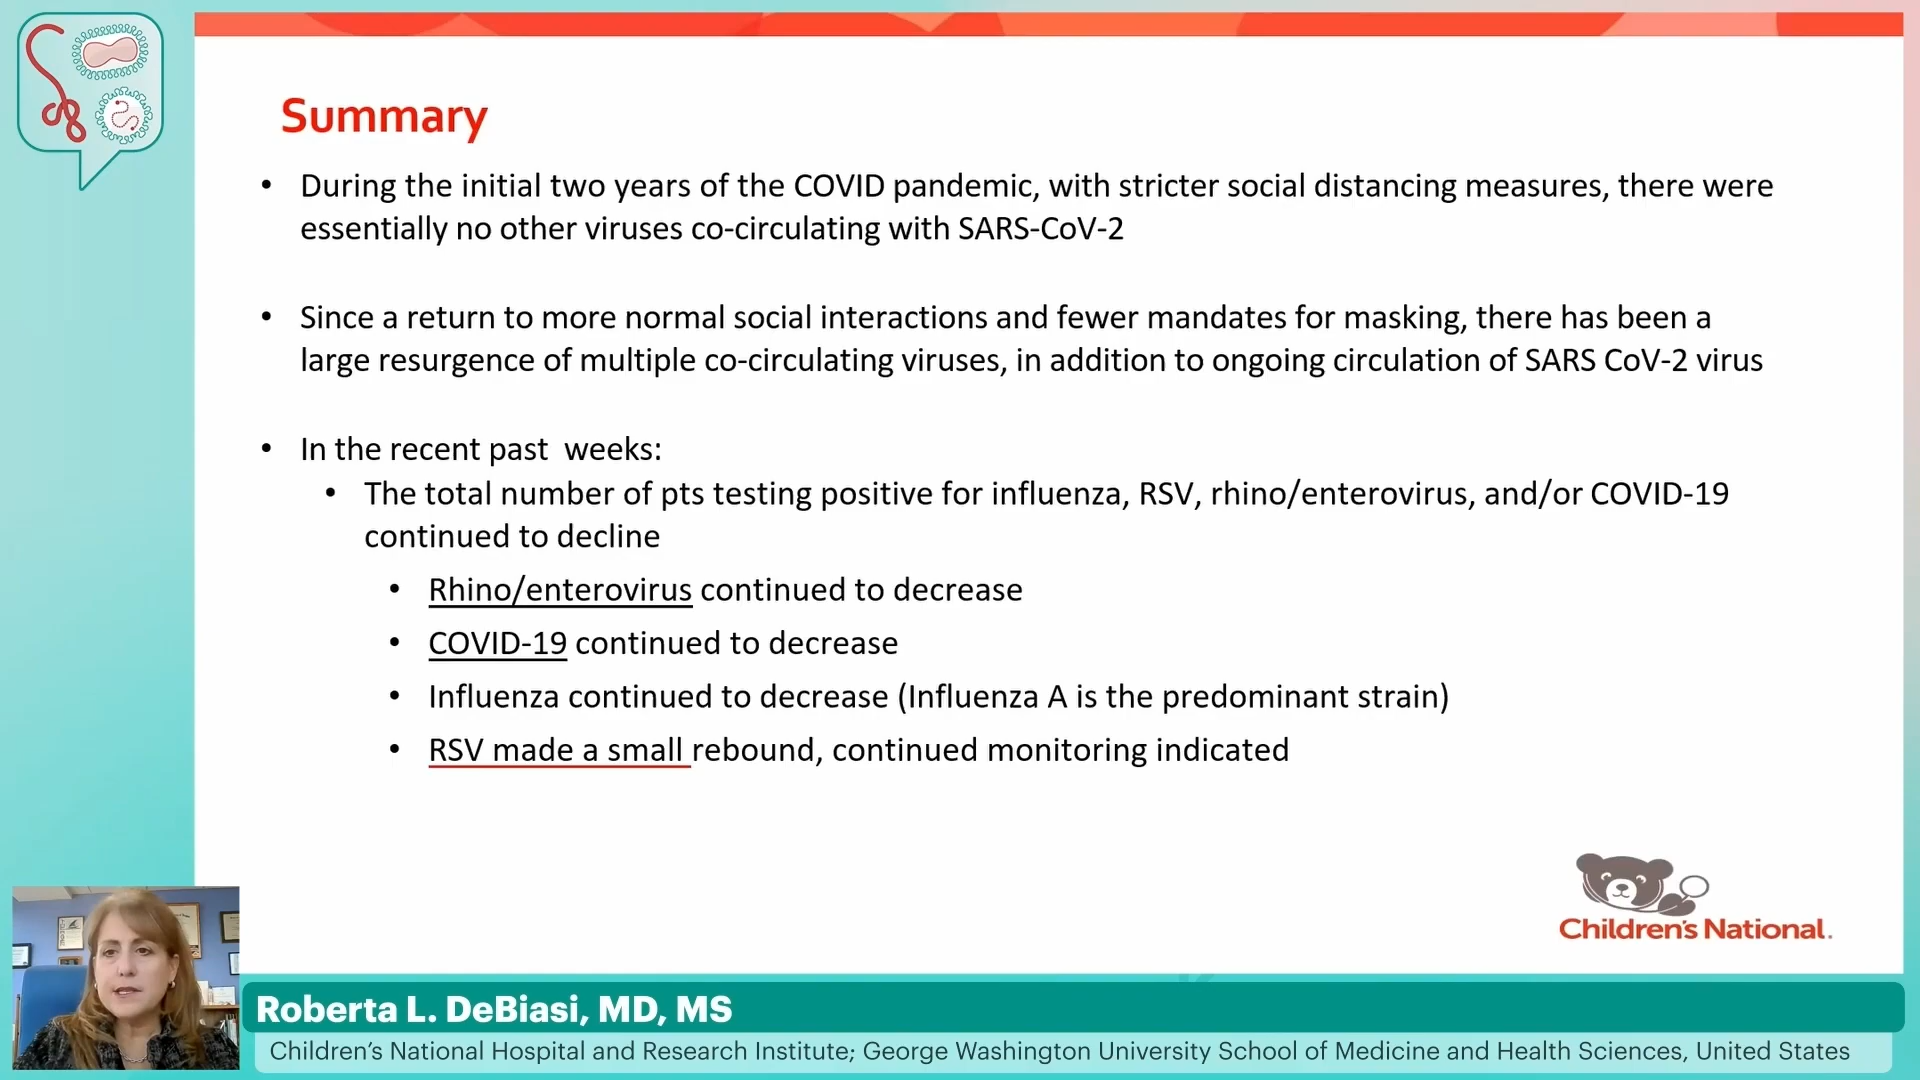 Summary
• During the initial two years of the COVID pandemic, with stricter social distancing measures, there were
essentially no other viruses co-circulating with SARS-CoV-2
• Since a return to more normal social interactions and fewer mandates for masking, there has been a
large resurgence of multiple co-circulating viruses, in addition to ongoing circulation of SARS CoV-2 virus
• In the recent past  weeks:
• The total number of pts testing positive for influenza, RSV, rhino/enterovirus, and/or COVID-19
continued to decline
• Rhino/enterovirus continued to decrease
• COVID-19 continued to decrease
• Influenza continued to decrease (Influenza A is the predominant strain)
• RSV made a small rebound, continued monitoring indicated
Children's National.
Roberta L. DeBiasi, MD, MS
Children’s National Hospital and Research Institute; George Washington University School of Medicine and Health Sciences, United States